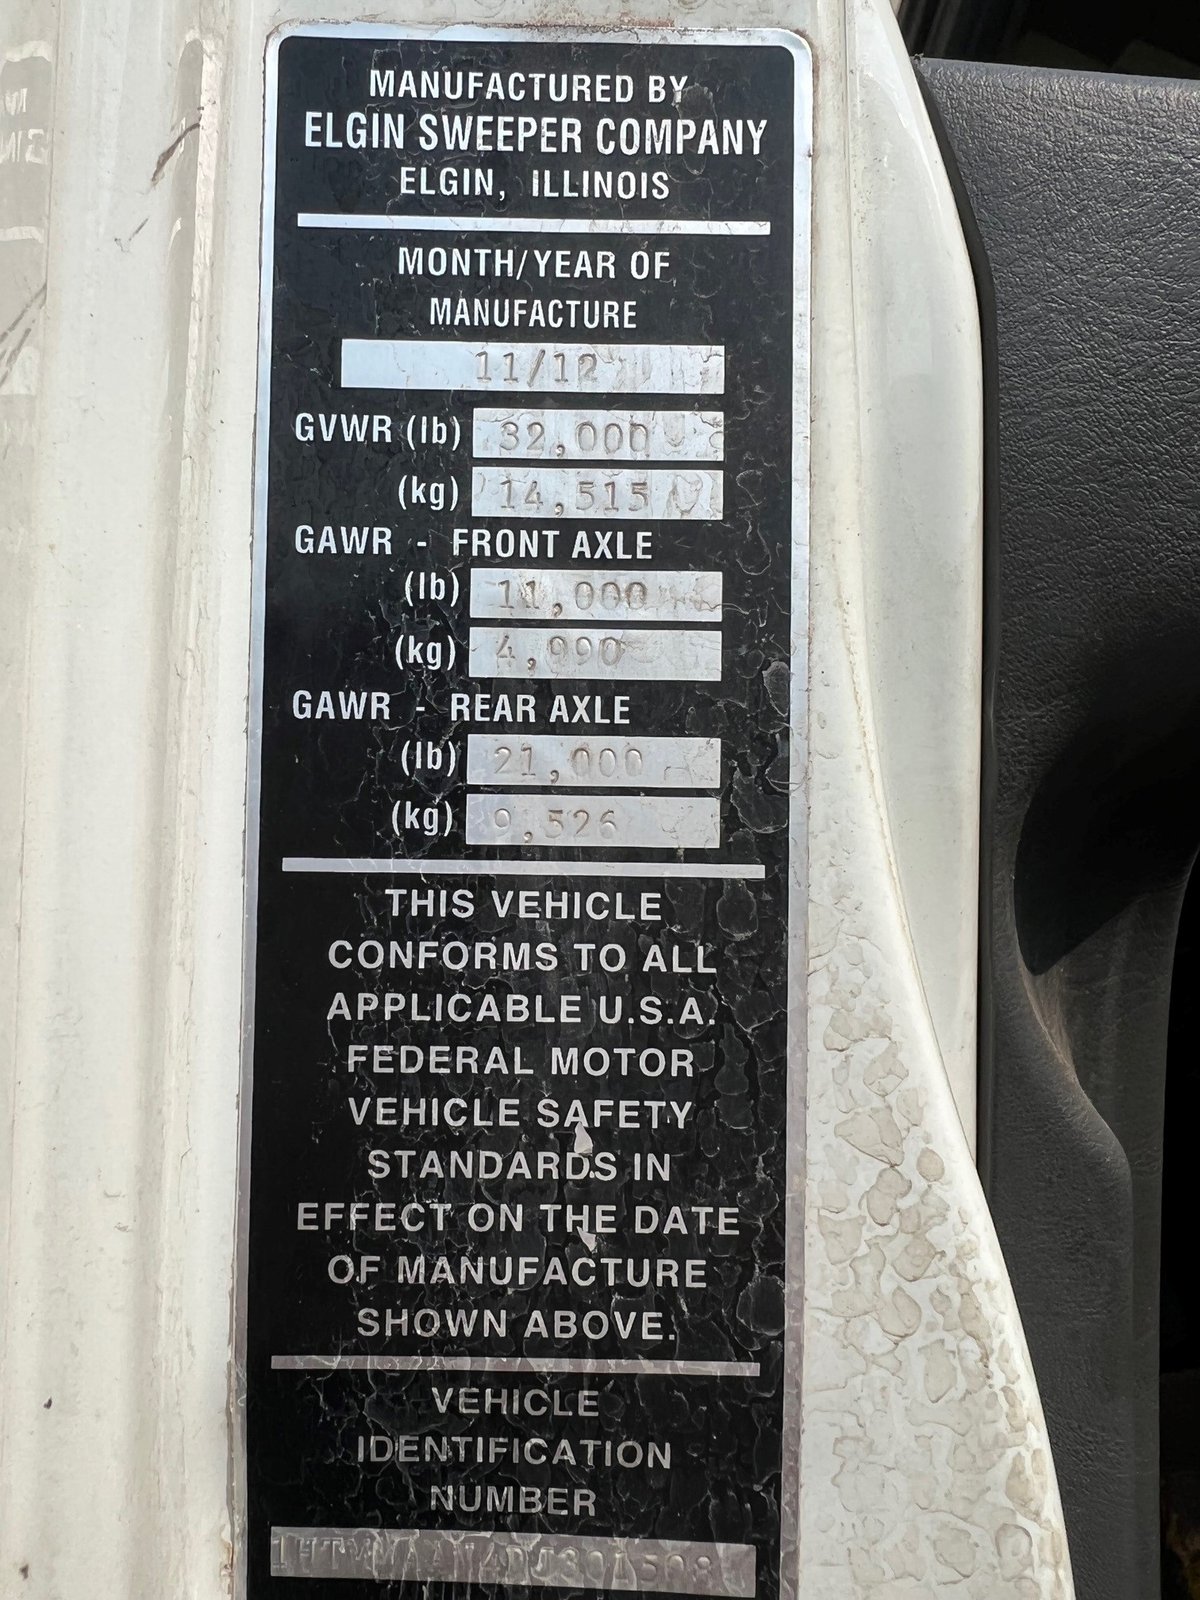 MANUFACTURED BY
ELGIN SWEEPER COMPANY
ELGIN, ILLINOIS
MONTH/YEAR OF
MANUFACTURE
11/12
GVWR (lb) 32,000
(kg) 14,515
GAWR - FRONT AXLE
(lb) 11,000
(kg) 4,990
GAWR - REAR AXLE
(lb) 21,000
(kg) 9,526
THIS VEHICLE
CONFORMS TO ALL
APPLICABLE U.S.A.
FEDERAL MOTOR
VEHICLE SAFETY
STANDARDS IN
EFFECT ON THE DATE
OF MANUFACTURE
SHOWN ABOVE.
VEHICLE
IDENTIFICATION
NUMBER